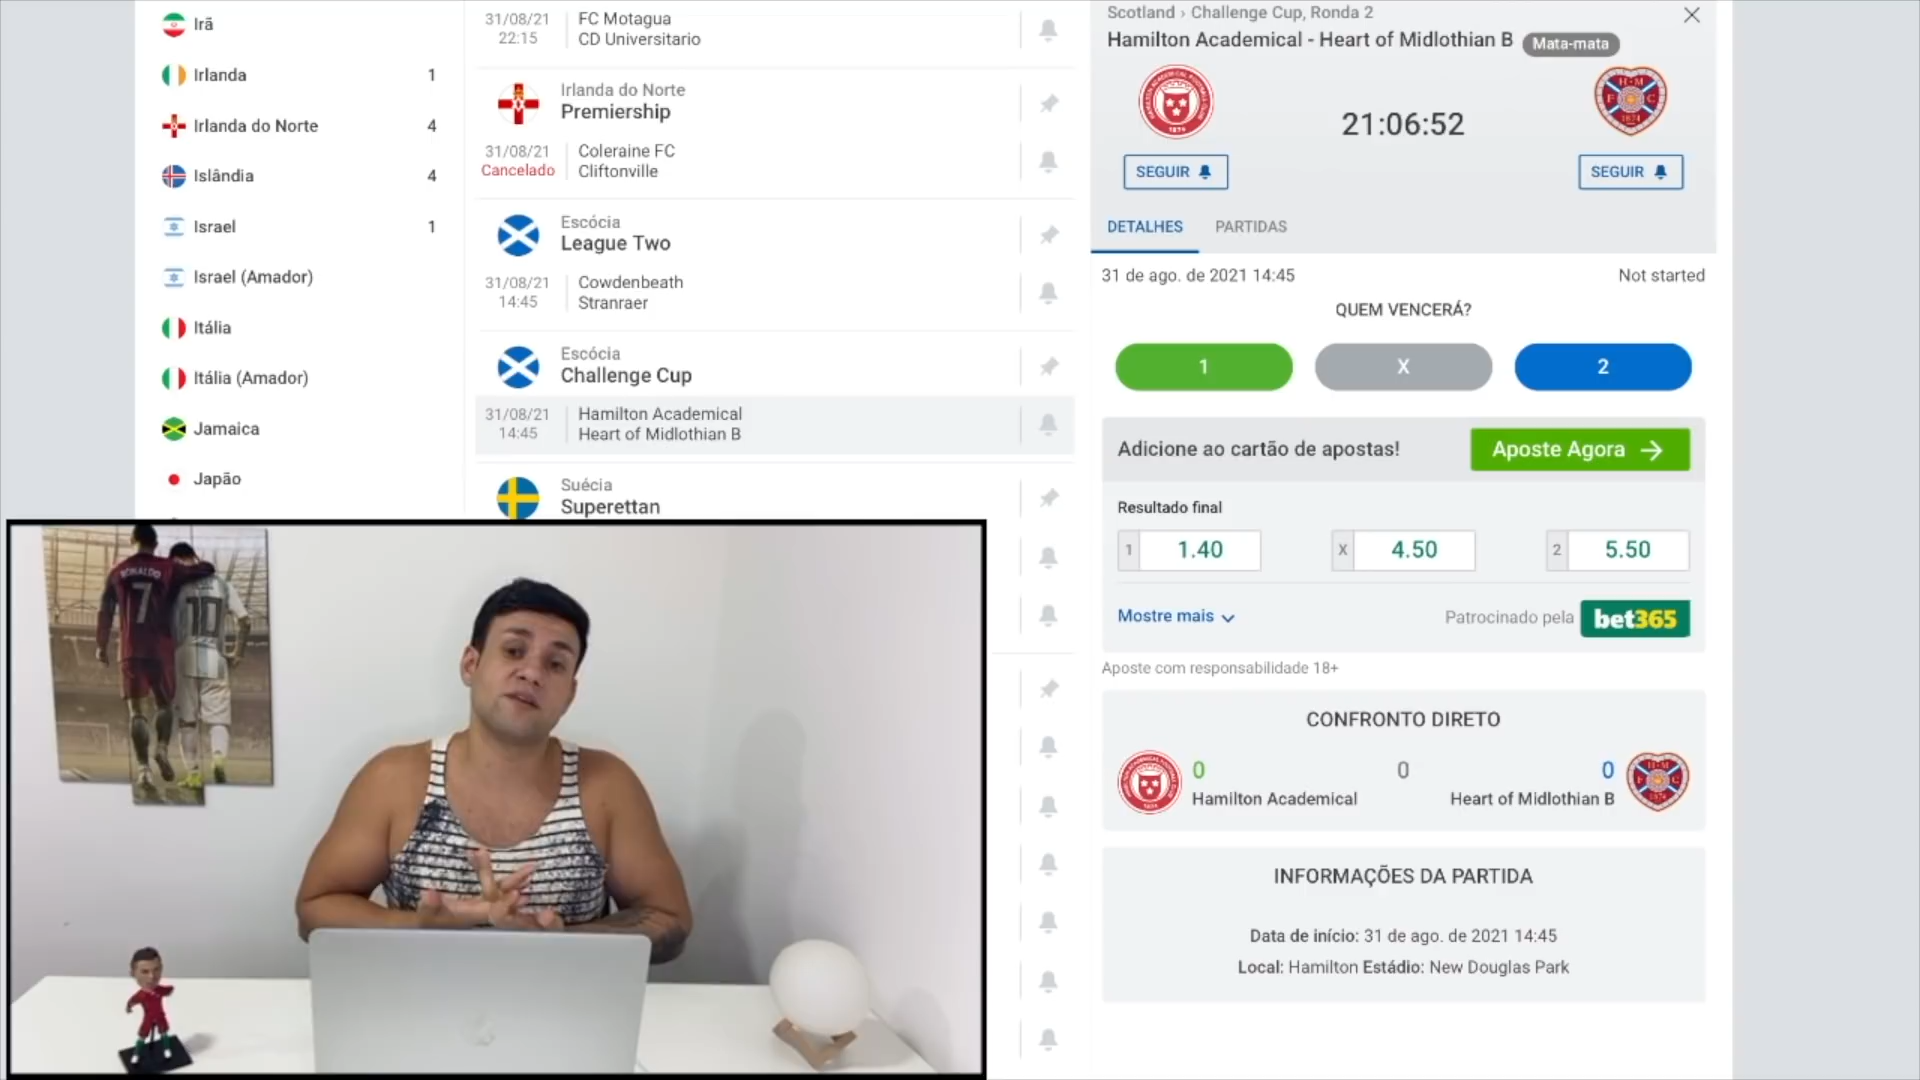 Irã
Irlanda 1
Irlanda do Norte 4
Islândia 4
Israel 1
Israel (Amador)
Itália
Itália (Amador)
Jamaica
Japão
31/08/21 FC Motagua
22:15 CD Universitario
Irlanda do Norte
Premiership
31/08/21 Coleraine FC
Cancelado Cliftonville
Escócia
League Two
31/08/21 Cowdenbeath
14:45 Stranraer
Escócia
Challenge Cup
31/08/21 Hamilton Academical
14:45 Heart of Midlothian B
Suécia
Superettan
Scotland › Challenge Cup, Ronda 2
Hamilton Academical - Heart of Midlothian B Mata-mata
21:06:52
SEGUIR SEGUIR
DETALHES PARTIDAS
31 de ago. de 2021 14:45 Not started
QUEM VENCERÁ?
1 X 2
Adicione ao cartão de apostas! Aposte Agora
Resultado final
1 1.40 X 4.50 2 5.50
Mostre mais Patrocinado pela bet365
Aposte com responsabilidade 18+
CONFRONTO DIRETO
0 0 0
Hamilton Academical Heart of Midlothian B
INFORMAÇÕES DA PARTIDA
Data de início: 31 de ago. de 2021 14:45
Local: Hamilton Estádio: New Douglas Park
RONALDO
7
10